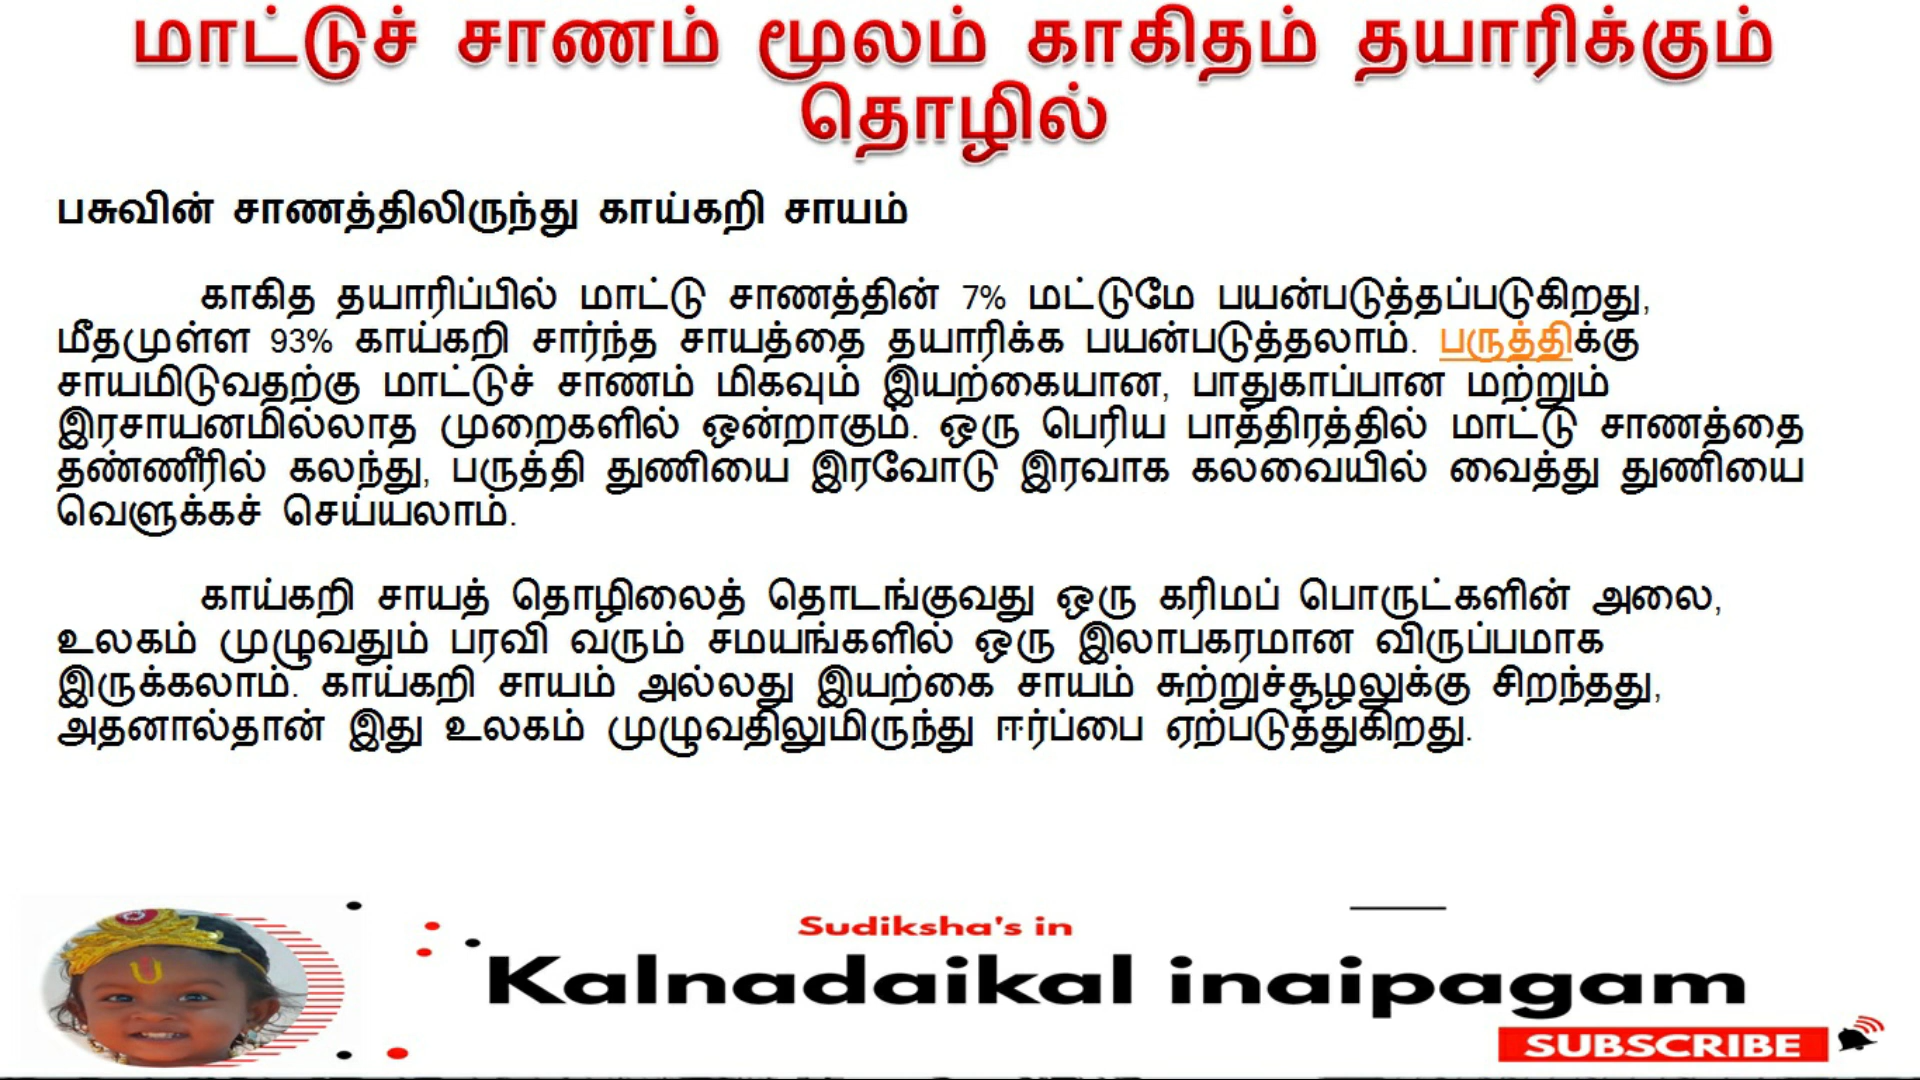 மாட்டுச் சாணம் மூலம் காகிதம் தயாரிக்கும்
தொழில்
பசுவின் சாணத்திலிருந்து காய்கறி சாயம்
காகித தயாரிப்பில் மாட்டு சாணத்தின் 7% மட்டுமே பயன்படுத்தப்படுகிறது,
மீதமுள்ள 93% காய்கறி சார்ந்த சாயத்தை தயாரிக்க பயன்படுத்தலாம். பருத்திக்கு
சாயமிடுவதற்கு மாட்டுச் சாணம் மிகவும் இயற்கையான, பாதுகாப்பான மற்றும்
இரசாயனமில்லாத முறைகளில் ஒன்றாகும். ஒரு பெரிய பாத்திரத்தில் மாட்டு சாணத்தை
தண்ணீரில் கலந்து, பருத்தி துணியை இரவோடு இரவாக கலவையில் வைத்து துணியை
வெளுக்கச் செய்யலாம்.
காய்கறி சாயத் தொழிலைத் தொடங்குவது ஒரு கரிமப் பொருட்களின் அலை,
உலகம் முழுவதும் பரவி வரும் சமயங்களில் ஒரு இலாபகரமான விருப்பமாக
இருக்கலாம். காய்கறி சாயம் அல்லது இயற்கை சாயம் சுற்றுச்சூழலுக்கு சிறந்தது,
அதனால்தான் இது உலகம் முழுவதிலுமிருந்து ஈர்ப்பை ஏற்படுத்துகிறது.
Sudiksha's in
Kalnadaikal inaipagam
SUBSCRIBE